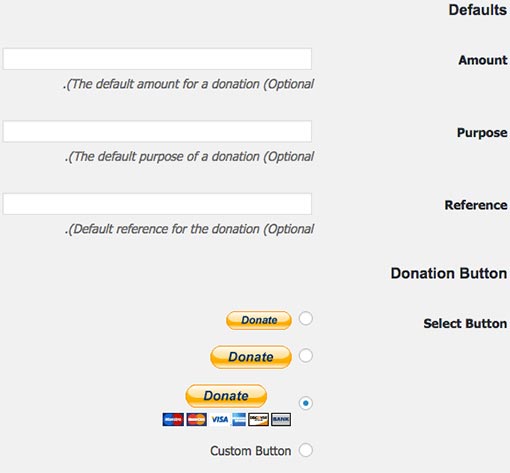 Defaults
Amount
.(The default amount for a donation (Optional
Purpose
.(The default purpose of a donation (Optional
Reference
.(Default reference for the donation (Optional
Donation Button
Select Button
Donate
Donate
Donate
VISA DISCOVER BANK
Custom Button